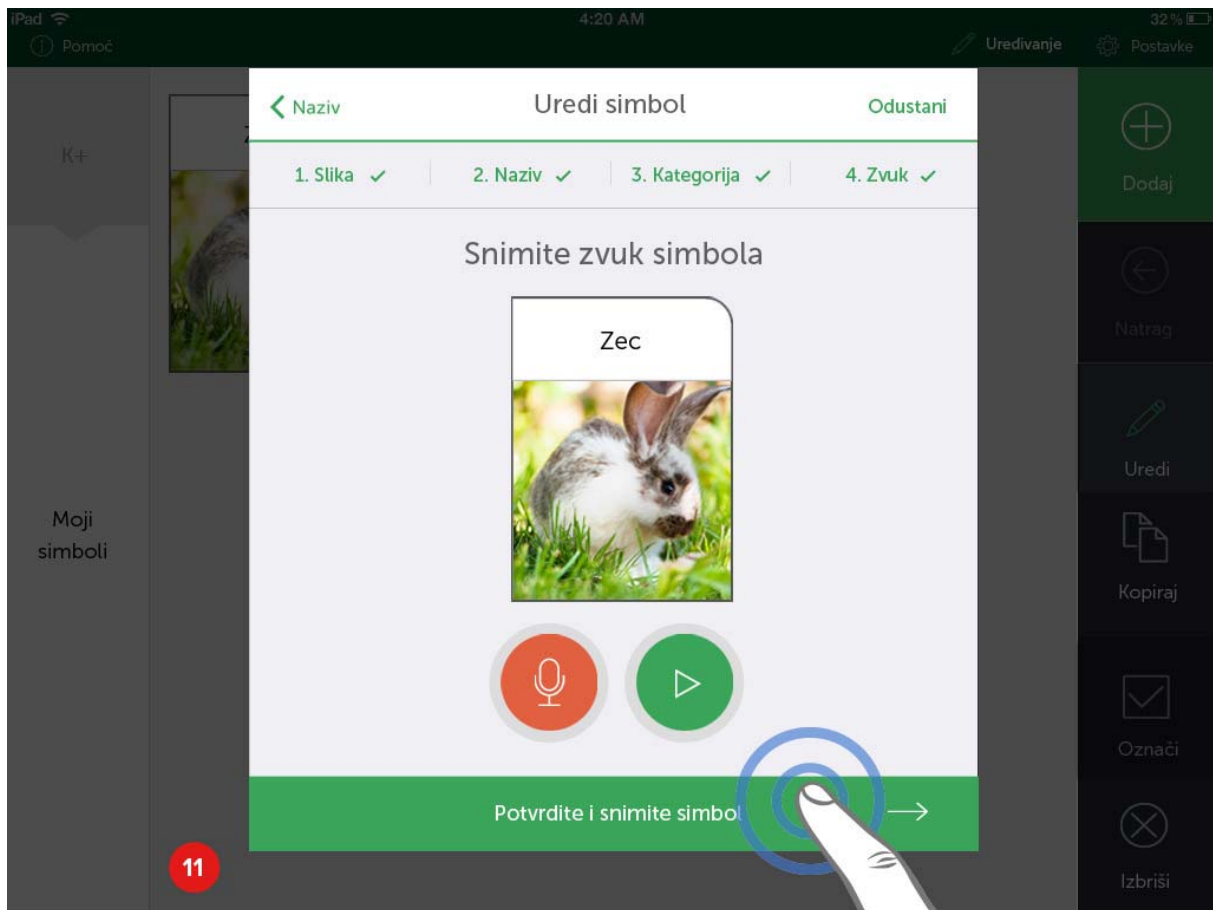 iPad 4:20 AM 32%
Pomoć Uređivanje Postavke
Naziv Uredi simbol Odustani
1. Slika 2. Naziv 3. Kategorija 4. Zvuk
K+
Snimite zvuk simbola
Zec
Moji
simboli
Potvrdite i snimite simbol
11
Dodaj
Natrag
Uredi
Kopiraj
Označi
Izbriši